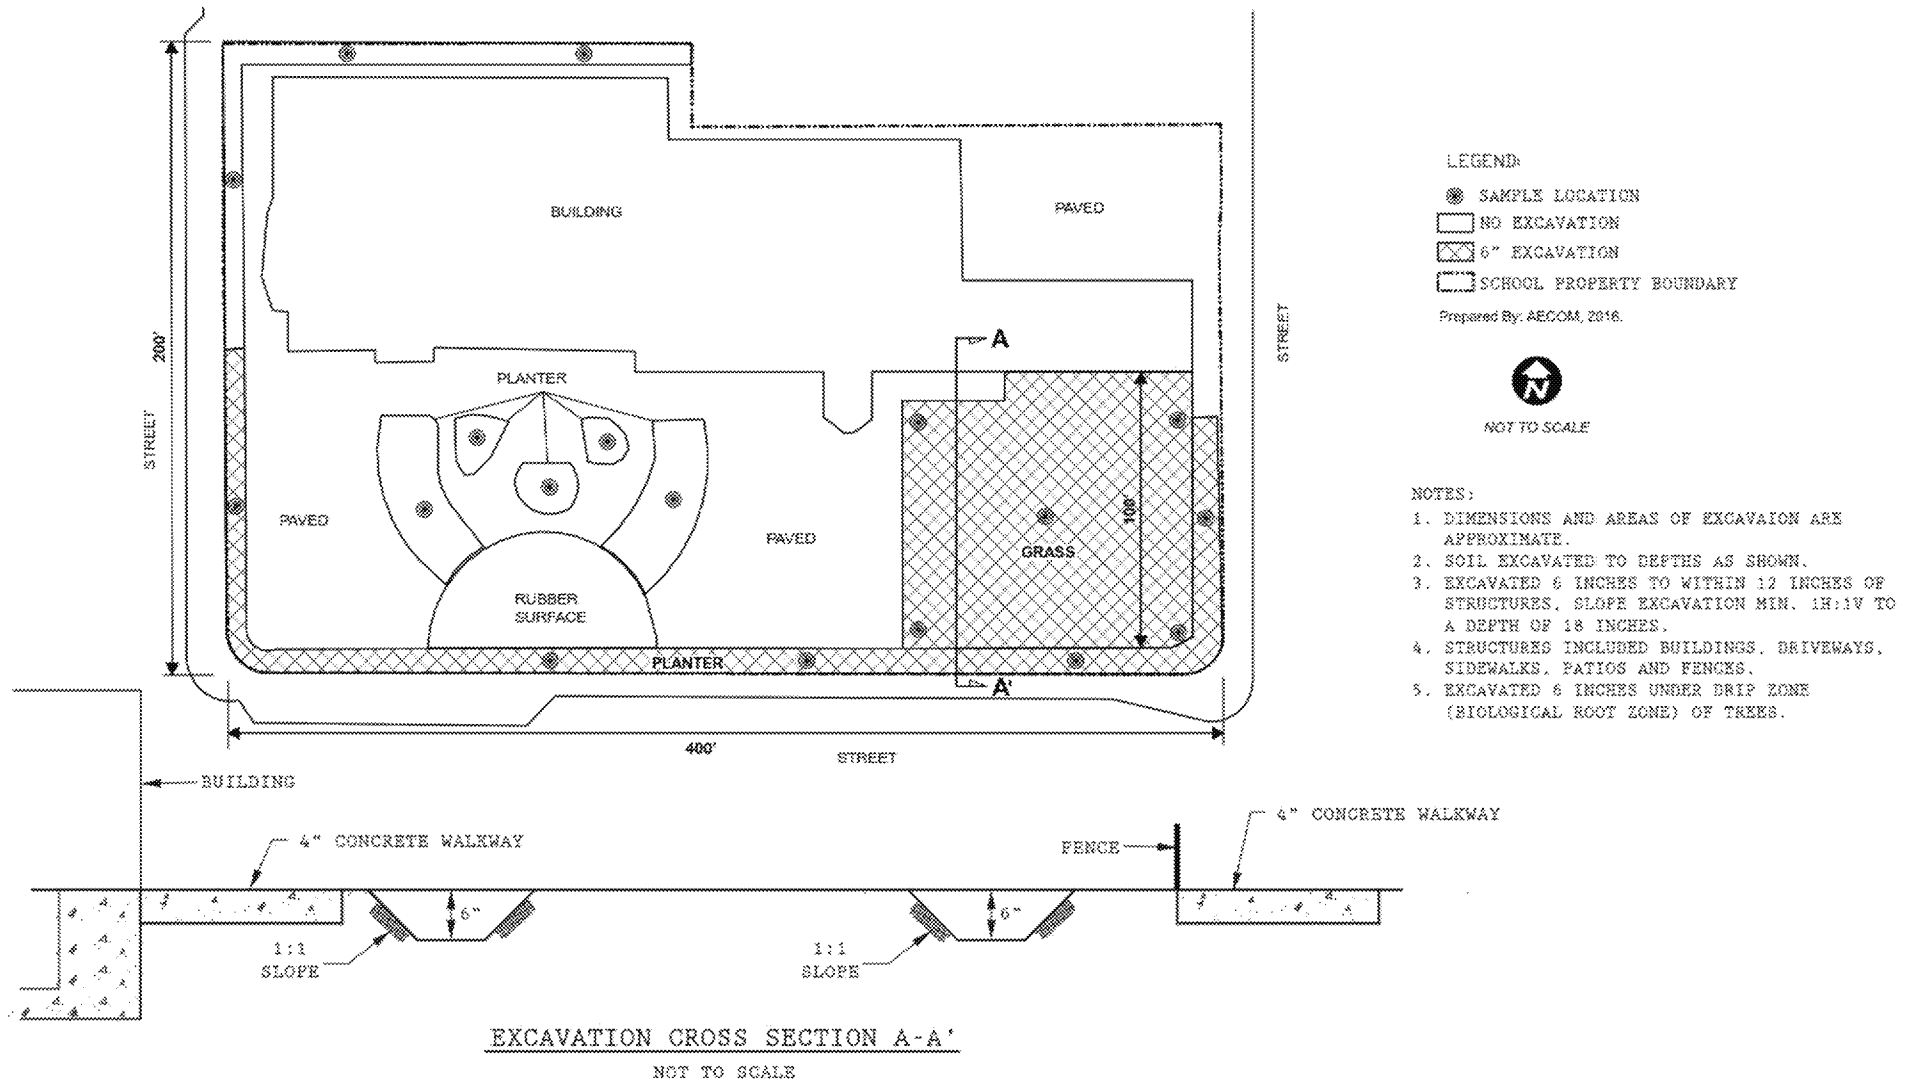 BUILDING
PAVED
200'
STREET
STREET
A
PLANTER
PAVED
PAVED
RUBBER
SURFACE
100'
GRASS
PLANTER
A'
400'
STREET
LEGEND:
SAMPLE LOCATION
NO EXCAVATION
6" EXCAVATION
SCHOOL PROPERTY BOUNDARY
Prepared By: AECOM, 2016.
N
NOT TO SCALE
NOTES:
1. DIMENSIONS AND AREAS OF EXCAVAION ARE
APPROXIMATE.
2. SOIL EXCAVATED TO DEPTHS AS SHOWN.
3. EXCAVATED 6 INCHES TO WITHIN 12 INCHES OF
STRUCTURES, SLOPE EXCAVATION MIN. 1H:1V TO
A DEPTH OF 18 INCHES.
4. STRUCTURES INCLUDED BUILDINGS, DRIVEWAYS,
SIDEWALKS, PATIOS AND FENCES.
5. EXCAVATED 6 INCHES UNDER DRIP ZONE
(BIOLOGICAL ROOT ZONE) OF TREES.
BUILDING
4" CONCRETE WALKWAY
FENCE
4" CONCRETE WALKWAY
6"
6"
1:1
SLOPE
1:1
SLOPE
EXCAVATION CROSS SECTION A-A'
NOT TO SCALE